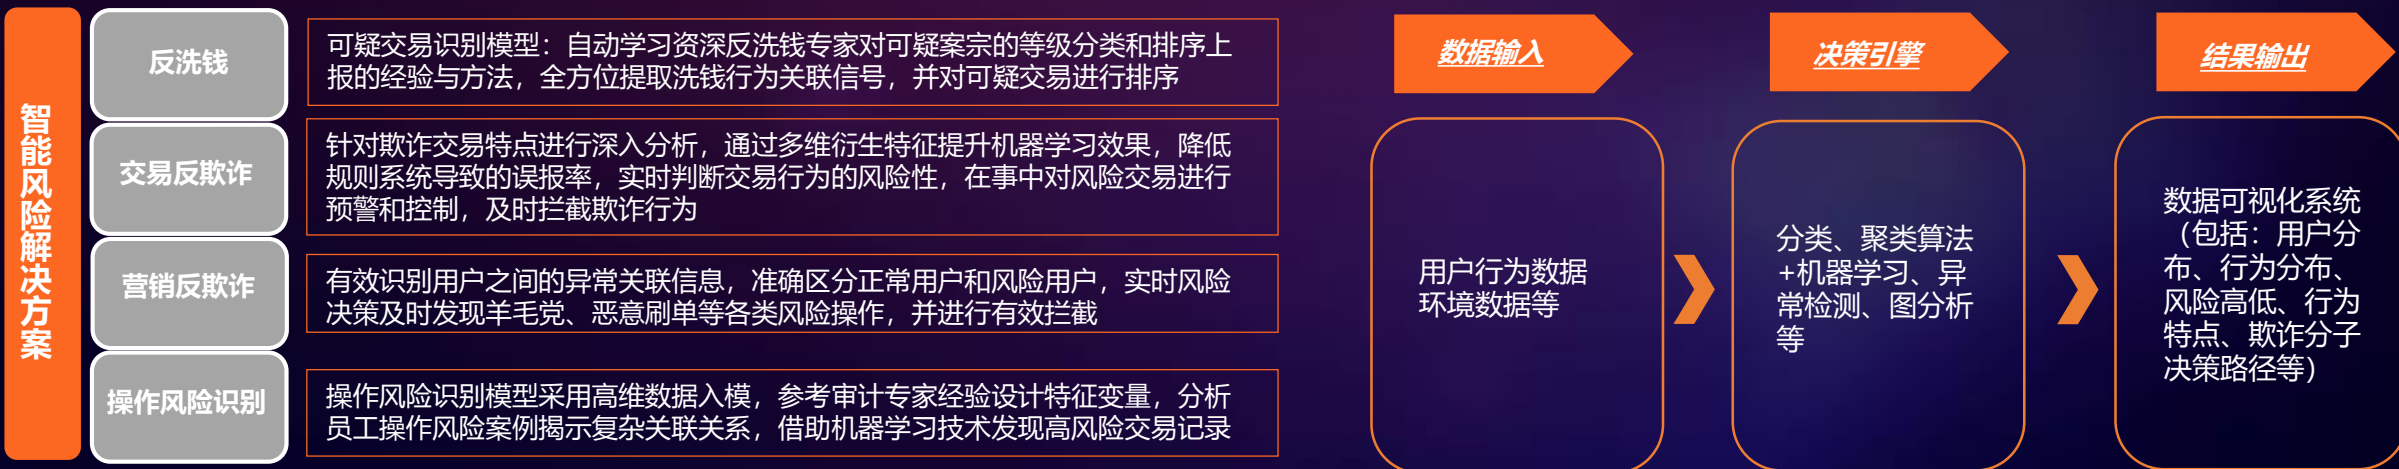 智能风险解决方案
反洗钱
可疑交易识别模型：自动学习资深反洗钱专家对可疑案宗的等级分类和排序上
报的经验与方法，全方位提取洗钱行为关联信号，并对可疑交易进行排序
交易反欺诈
针对欺诈交易特点进行深入分析，通过多维衍生特征提升机器学习效果，降低
规则系统导致的误报率，实时判断交易行为的风险性，在事中对风险交易进行
预警和控制，及时拦截欺诈行为
营销反欺诈
有效识别用户之间的异常关联信息，准确区分正常用户和风险用户，实时风险
决策及时发现羊毛党、恶意刷单等各类风险操作，并进行有效拦截
操作风险识别
操作风险识别模型采用高维数据入模，参考审计专家经验设计特征变量，分析
员工操作风险案例揭示复杂关联关系，借助机器学习技术发现高风险交易记录
数据输入
用户行为数据
环境数据等
决策引擎
分类、聚类算法
+机器学习、异
常检测、图分析
等
结果输出
数据可视化系统
（包括：用户分
布、行为分布、
风险高低、行为
特点、欺诈分子
决策路径等）